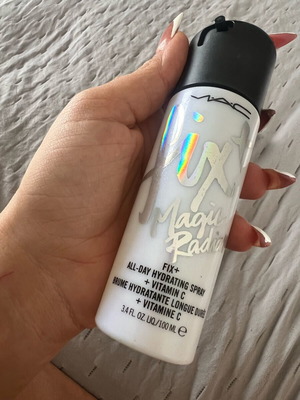 MAC
Fix+
Magic
FIX+
ALL-DAY HYDRATING SPRAY
+ VITAMIN C
BRUME HYDRATANTE LONGUE DURÉE
+ VITAMINE C
3.4 FL. OZ. LIQ/100 ML ℮